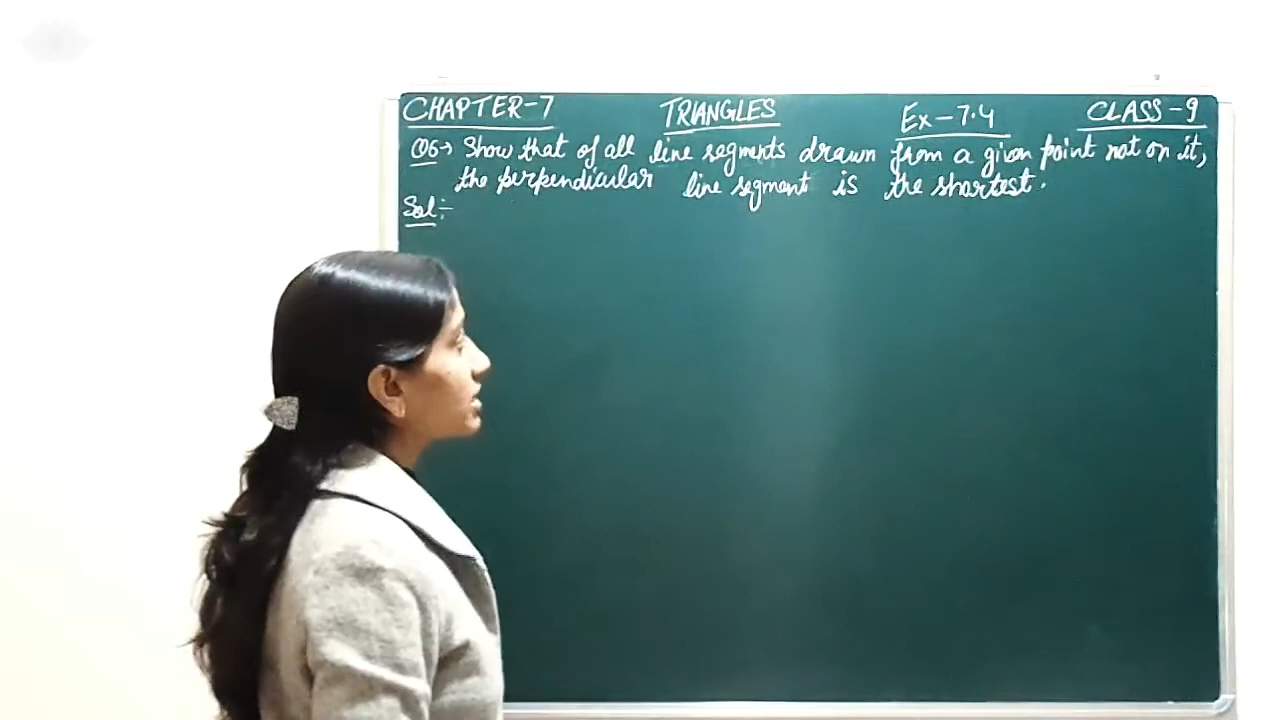 CHAPTER-7 TRIANGLES Ex-7.4 CLASS-9
Q6→ Show that of all line segments drawn from a given point not on it,
the perpendicular line segment is the shortest.
Sol:-